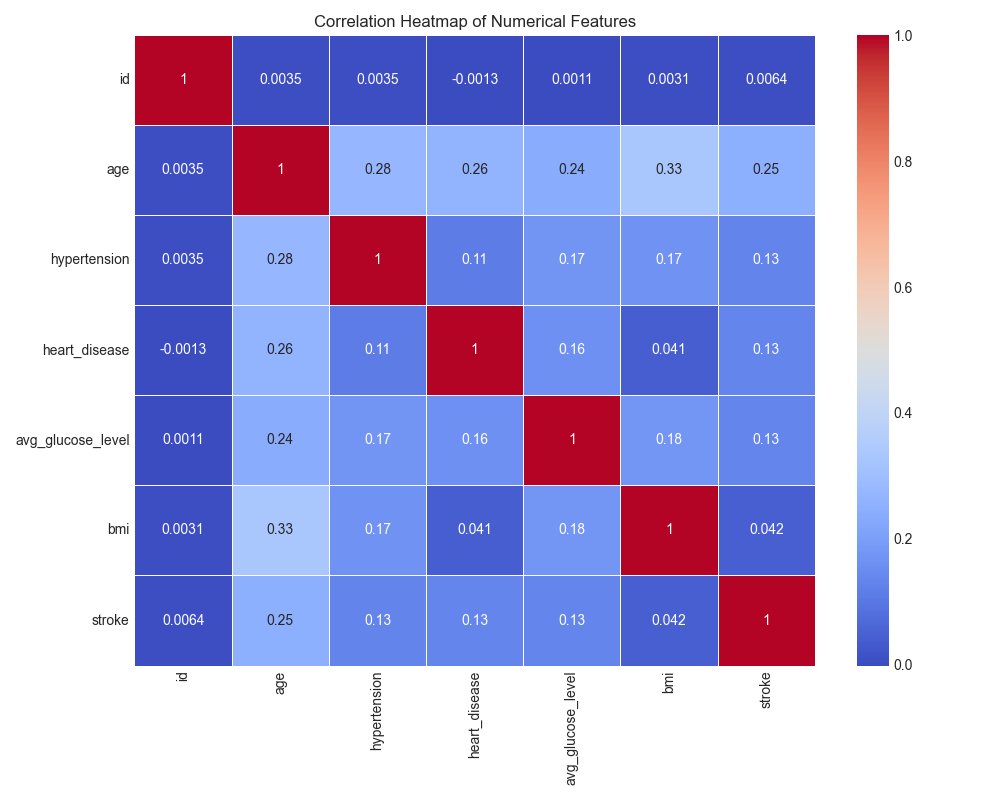 Correlation Heatmap of Numerical Features
id 1 0.0035 0.0035 -0.0013 0.0011 0.0031 0.0064
age 0.0035 1 0.28 0.26 0.24 0.33 0.25
hypertension 0.0035 0.28 1 0.11 0.17 0.17 0.13
heart_disease -0.0013 0.26 0.11 1 0.16 0.041 0.13
avg_glucose_level 0.0011 0.24 0.17 0.16 1 0.18 0.13
bmi 0.0031 0.33 0.17 0.041 0.18 1 0.042
stroke 0.0064 0.25 0.13 0.13 0.13 0.042 1
id
age
hypertension
heart_disease
avg_glucose_level
bmi
stroke
1.0
0.8
0.6
0.4
0.2
0.0